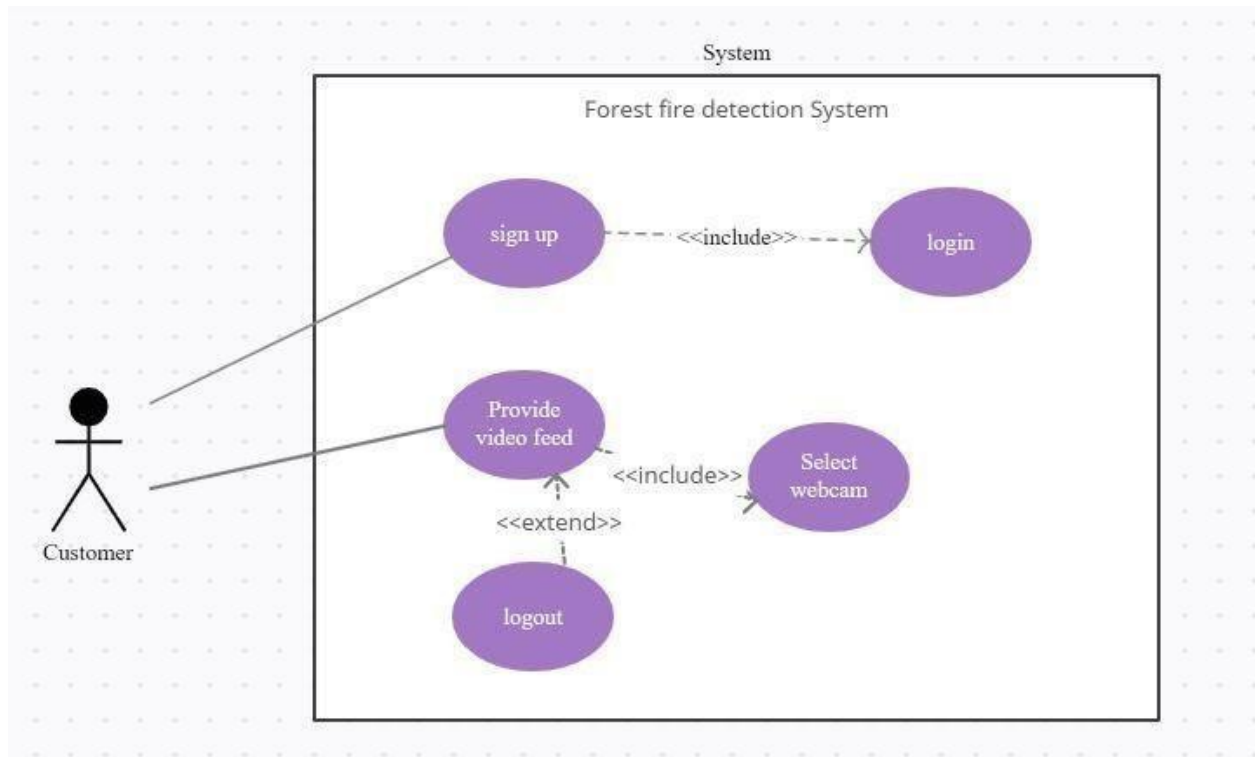 System
Forest fire detection System
sign up
<<include>>
login
Provide
video feed
<<include>>
Select
webcam
<<extend>>
logout
Customer